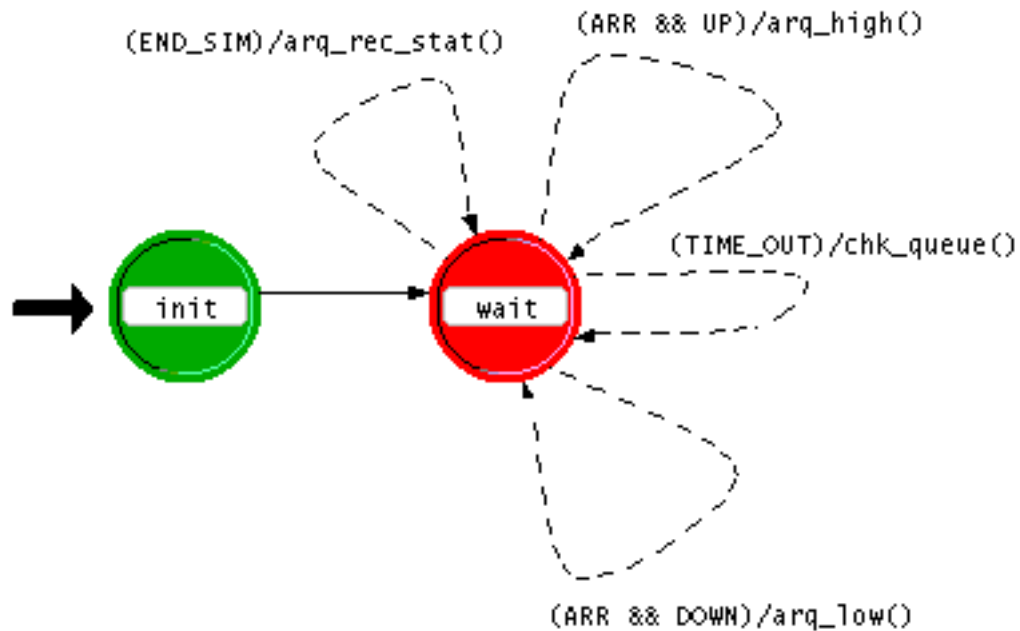 (ARR && UP)/arq_high()
(END_SIM)/arq_rec_stat()
(TIME_OUT)/chk_queue()
init
wait
(ARR && DOWN)/arq_low()